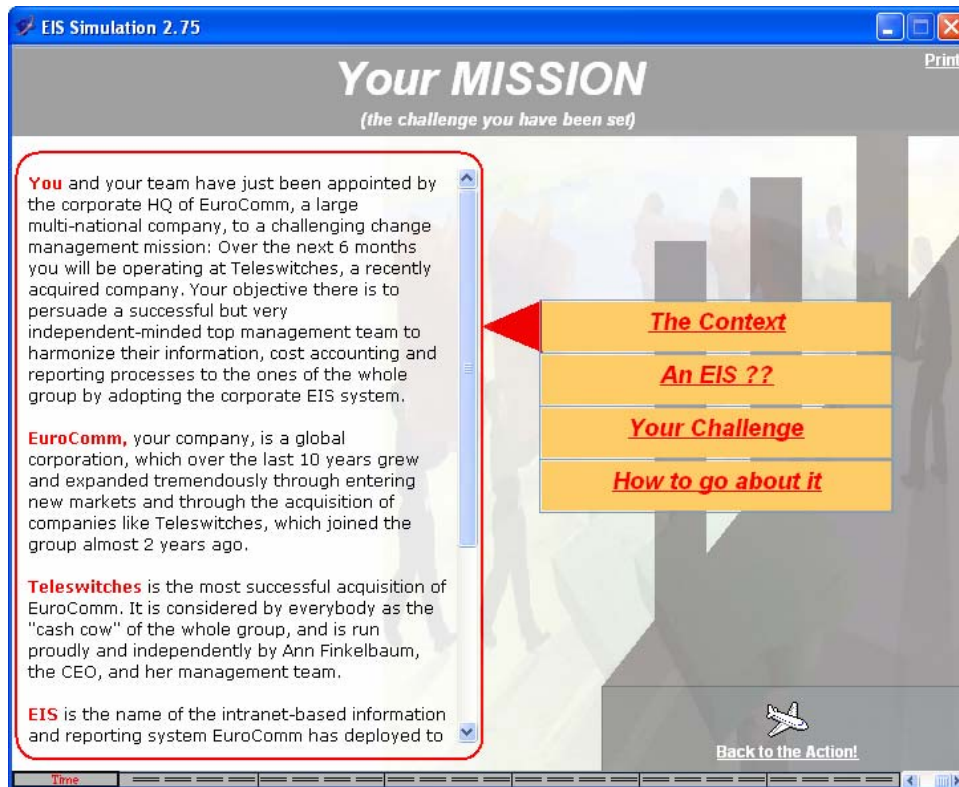 EIS Simulation 2.75
Print
Your MISSION
(the challenge you have been set)
You and your team have just been appointed by
the corporate HQ of EuroComm, a large
multi-national company, to a challenging change
management mission: Over the next 6 months
you will be operating at Teleswitches, a recently
acquired company. Your objective there is to
persuade a successful but very
independent-minded top management team to
harmonize their information, cost accounting and
reporting processes to the ones of the whole
group by adopting the corporate EIS system.
EuroComm, your company, is a global
corporation, which over the last 10 years grew
and expanded tremendously through entering
new markets and through the acquisition of
companies like Teleswitches, which joined the
group almost 2 years ago.
Teleswitches is the most successful acquisition of
EuroComm. It is considered by everybody as the
"cash cow" of the whole group, and is run
proudly and independently by Ann Finkelbaum,
the CEO, and her management team.
EIS is the name of the intranet-based information
and reporting system EuroComm has deployed to
The Context
An EIS ??
Your Challenge
How to go about it
Back to the Action!
Time